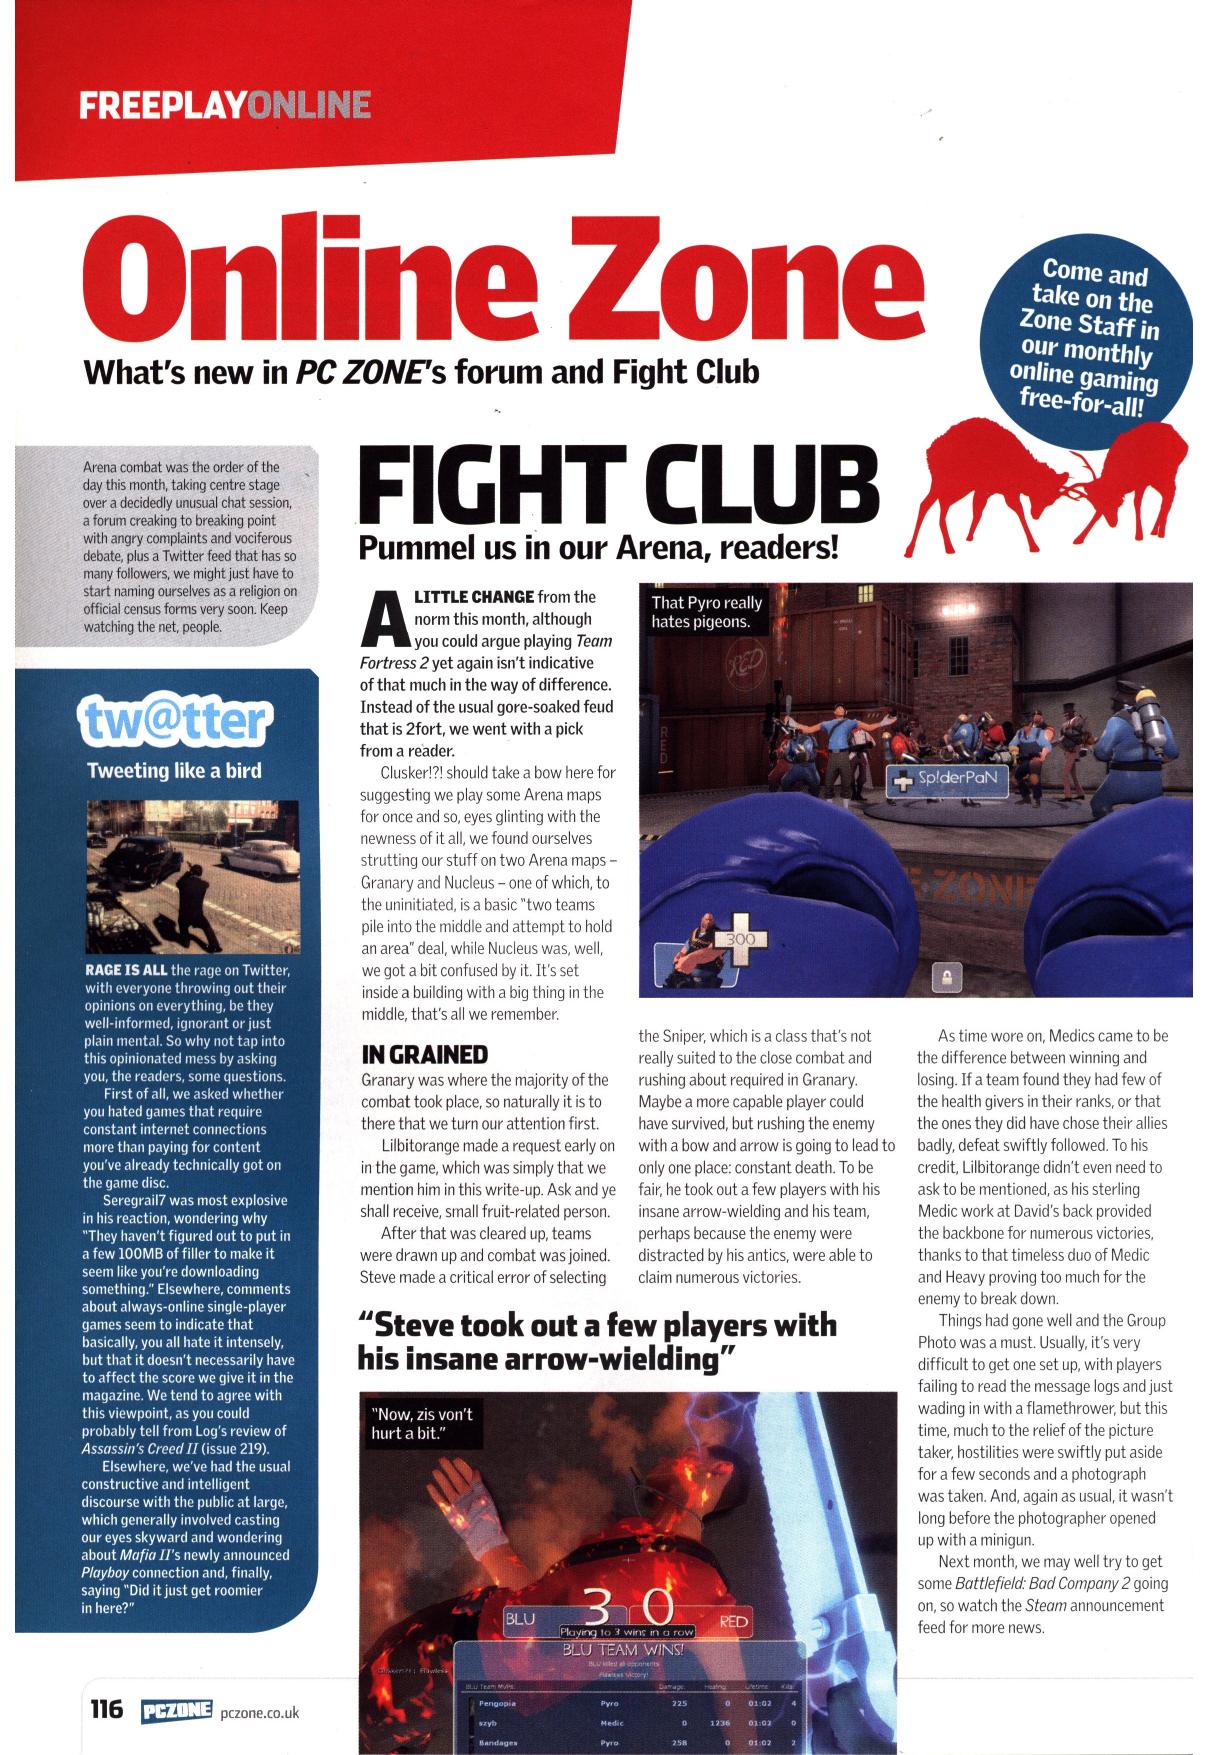 FREEPLAYONLINE
Online Zone
What's new in PC ZONE's forum and Fight Club
Come and
take on the
Zone Staff in
our monthly
online gaming
free-for-all!
Arena combat was the order of the
day this month, taking centre stage
over a decidedly unusual chat session,
a forum creaking to breaking point
with angry complaints and vociferous
debate, plus a Twitter feed that has so
many followers, we might just have to
start naming ourselves as a religion on
official census forms very soon. Keep
watching the net, people.
tw@tter
Tweeting like a bird
RAGE IS ALL the rage on Twitter,
with everyone throwing out their
opinions on everything, be they
well-informed, ignorant or just
plain mental. So why not tap into
this opinionated mess by asking
you, the readers, some questions.
First of all, we asked whether
you hated games that require
constant internet connections
more than paying for content
you've already technically got on
the game disc.
Seregrail7 was most explosive
in his reaction, wondering why
"They haven't figured out to put in
a few 100MB of filler to make it
seem like you're downloading
something." Elsewhere, comments
about always-online single-player
games seem to indicate that
basically, you all hate it intensely,
but that it doesn't necessarily have
to affect the score we give it in the
magazine. We tend to agree with
this viewpoint, as you could
probably tell from Log's review of
Assassin's Creed II (issue 219).
Elsewhere, we've had the usual
constructive and intelligent
discourse with the public at large,
which generally involved casting
our eyes skyward and wondering
about Mafia II's newly announced
Playboy connection and, finally,
saying "Did it just get roomier
in here?"
FIGHT CLUB
Pummel us in our Arena, readers!
A LITTLE CHANGE from the
norm this month, although
you could argue playing Team
Fortress 2 yet again isn't indicative
of that much in the way of difference.
Instead of the usual gore-soaked feud
that is 2fort, we went with a pick
from a reader.
Clusker!?! should take a bow here for
suggesting we play some Arena maps
for once and so, eyes glinting with the
newness of it all, we found ourselves
strutting our stuff on two Arena maps –
Granary and Nucleus – one of which, to
the uninitiated, is a basic "two teams
pile into the middle and attempt to hold
an area" deal, while Nucleus was, well,
we got a bit confused by it. It's set
inside a building with a big thing in the
middle, that's all we remember.
IN GRAINED
Granary was where the majority of the
combat took place, so naturally it is to
there that we turn our attention first.
Lilbitorange made a request early on
in the game, which was simply that we
mention him in this write-up. Ask and ye
shall receive, small fruit-related person.
After that was cleared up, teams
were drawn up and combat was joined.
Steve made a critical error of selecting
That Pyro really
hates pigeons.
RED
RED
Sp!derPaN
E ZONE
300
the Sniper, which is a class that's not
really suited to the close combat and
rushing about required in Granary.
Maybe a more capable player could
have survived, but rushing the enemy
with a bow and arrow is going to lead to
only one place: constant death. To be
fair, he took out a few players with his
insane arrow-wielding and his team,
perhaps because the enemy were
distracted by his antics, were able to
claim numerous victories.
As time wore on, Medics came to be
the difference between winning and
losing. If a team found they had few of
the health givers in their ranks, or that
the ones they did have chose their allies
badly, defeat swiftly followed. To his
credit, Lilbitorange didn't even need to
ask to be mentioned, as his sterling
Medic work at David's back provided
the backbone for numerous victories,
thanks to that timeless duo of Medic
and Heavy proving too much for the
enemy to break down.
Things had gone well and the Group
Photo was a must. Usually, it's very
difficult to get one set up, with players
failing to read the message logs and just
wading in with a flamethrower, but this
time, much to the relief of the picture
taker, hostilities were swiftly put aside
for a few seconds and a photograph
was taken. And, again as usual, it wasn't
long before the photographer opened
up with a minigun.
Next month, we may well try to get
some Battlefield: Bad Company 2 going
on, so watch the Steam announcement
feed for more news.
"Steve took out a few players with
his insane arrow-wielding"
"Now, zis von't
hurt a bit."
BLU 3 0 RED
Playing to 3 wins in a row
BLU TEAM WINS!
BLU killed all opponents
Flawless Victory!
Clusker!?! : Flawless
BLU Team MVPs: Damage: Healing: Lifetime: Kills:
Pengopia Pyro 225 0 01:02 4
szyb Medic 0 1236 01:02 0
Bandages Pyro 258 0 01:02 2
116 PCZONE pczone.co.uk